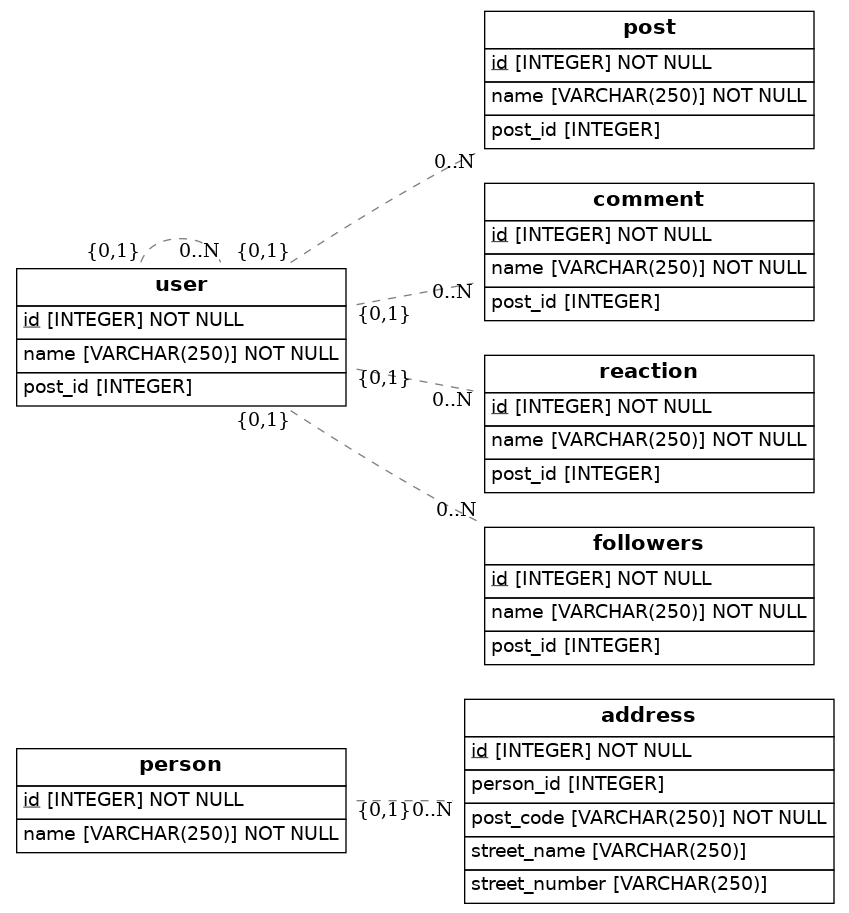 post
id [INTEGER] NOT NULL
name [VARCHAR(250)] NOT NULL
post_id [INTEGER]
0..N
comment
id [INTEGER] NOT NULL
name [VARCHAR(250)] NOT NULL
post_id [INTEGER]
{0,1} 0..N {0,1}
user
id [INTEGER] NOT NULL
name [VARCHAR(250)] NOT NULL
post_id [INTEGER]
0..N
{0,1}
reaction
id [INTEGER] NOT NULL
name [VARCHAR(250)] NOT NULL
post_id [INTEGER]
{0,1}
0..N
{0,1}
0..N
followers
id [INTEGER] NOT NULL
name [VARCHAR(250)] NOT NULL
post_id [INTEGER]
person
id [INTEGER] NOT NULL
name [VARCHAR(250)] NOT NULL
{0,1}0..N
address
id [INTEGER] NOT NULL
person_id [INTEGER]
post_code [VARCHAR(250)] NOT NULL
street_name [VARCHAR(250)]
street_number [VARCHAR(250)]